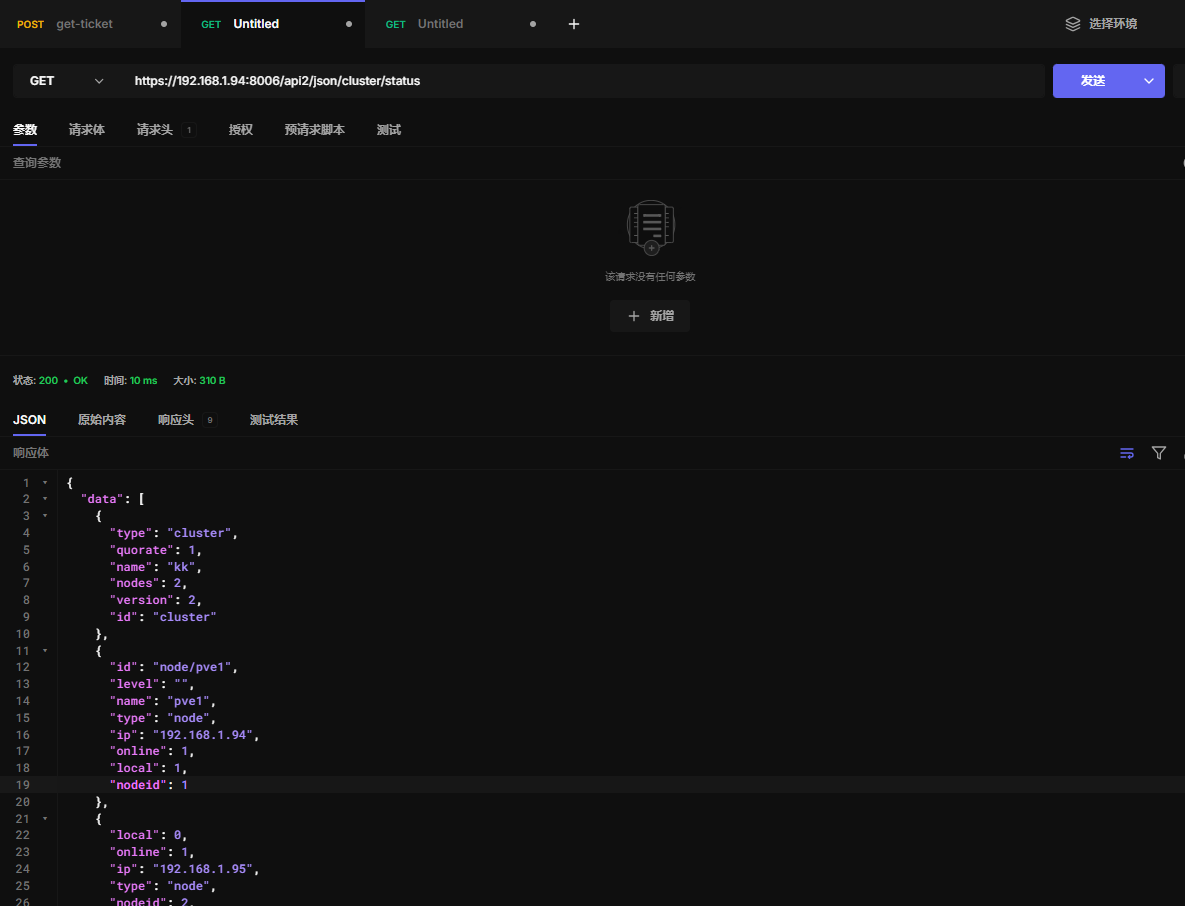 POST get-ticket GET Untitled GET Untitled 选择环境
GET https://192.168.1.94:8006/api2/json/cluster/status 发送
参数 请求体 请求头 1 授权 预请求脚本 测试
查询参数
该请求没有任何参数
新增
状态: 200 • OK 时间: 10 ms 大小: 310 B
JSON 原始内容 响应头 9 测试结果
响应体
1 {
2 "data": [
3 {
4 "type": "cluster",
5 "quorate": 1,
6 "name": "kk",
7 "nodes": 2,
8 "version": 2,
9 "id": "cluster"
10 },
11 {
12 "id": "node/pve1",
13 "level": "",
14 "name": "pve1",
15 "type": "node",
16 "ip": "192.168.1.94",
17 "online": 1,
18 "local": 1,
19 "nodeid": 1
20 },
21 {
22 "local": 0,
23 "online": 1,
24 "ip": "192.168.1.95",
25 "type": "node",
26 "nodeid": 2,